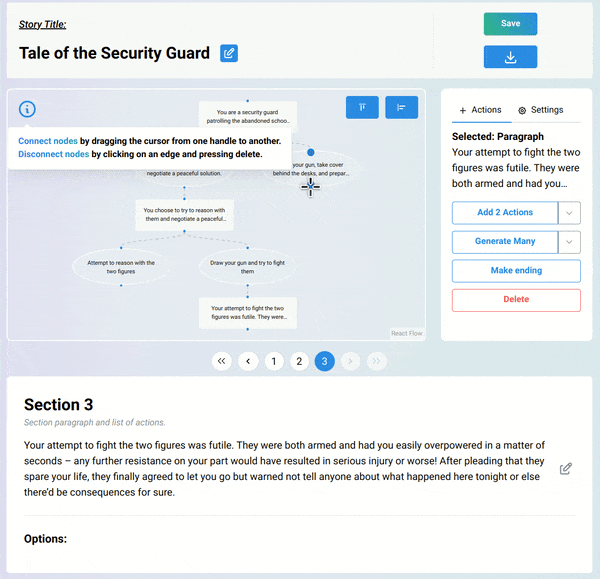 Story Title:
Save
Tale of the Security Guard
You are a security guard
patrolling the abandoned schoo..
Connect nodes by dragging the cursor from one handle to another.
Disconnect nodes by clicking on an edge and pressing delete.
your gun, take cover
negotiate a peaceful solution.
behind the desks, and prepar...
You choose to try to reason with
them and negotiate a peaceful...
Attempt to reason with the
two figures
Draw your gun and try to fight
them
Your attempt to fight the two
figures was futile. They were...
React Flow
Actions
Settings
Selected: Paragraph
Your attempt to fight the two
figures was futile. They were
both armed and had you...
Add 2 Actions
Generate Many
Make ending
Delete
1
2
3
Section 3
Section paragraph and list of actions.
Your attempt to fight the two figures was futile. They were both armed and had you easily overpowered in a matter of
seconds – any further resistance on your part would have resulted in serious injury or worse! After pleading that they
spare your life, they finally agreed to let you go but warned not tell anyone about what happened here tonight or else
there'd be consequences for sure.
Options: